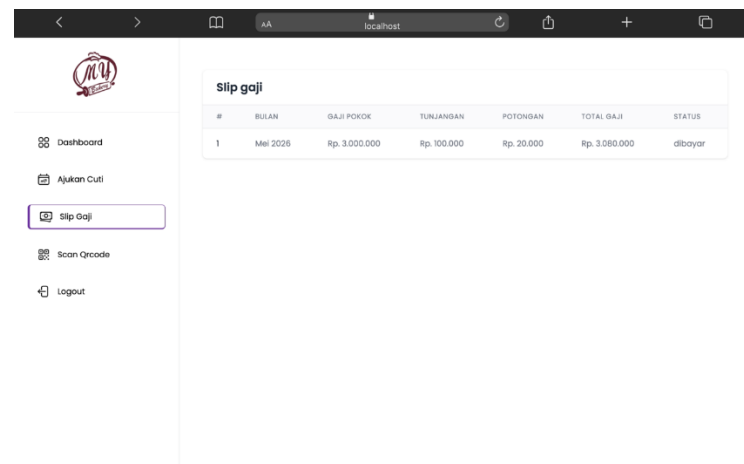 AA localhost
MY
Bakery
Dashboard
Ajukan Cuti
Slip Gaji
Scan Qrcode
Logout
Slip gaji
# BULAN GAJI POKOK TUNJANGAN POTONGAN TOTAL GAJI STATUS
1 Mei 2026 Rp. 3.000.000 Rp. 100.000 Rp. 20.000 Rp. 3.080.000 dibayar